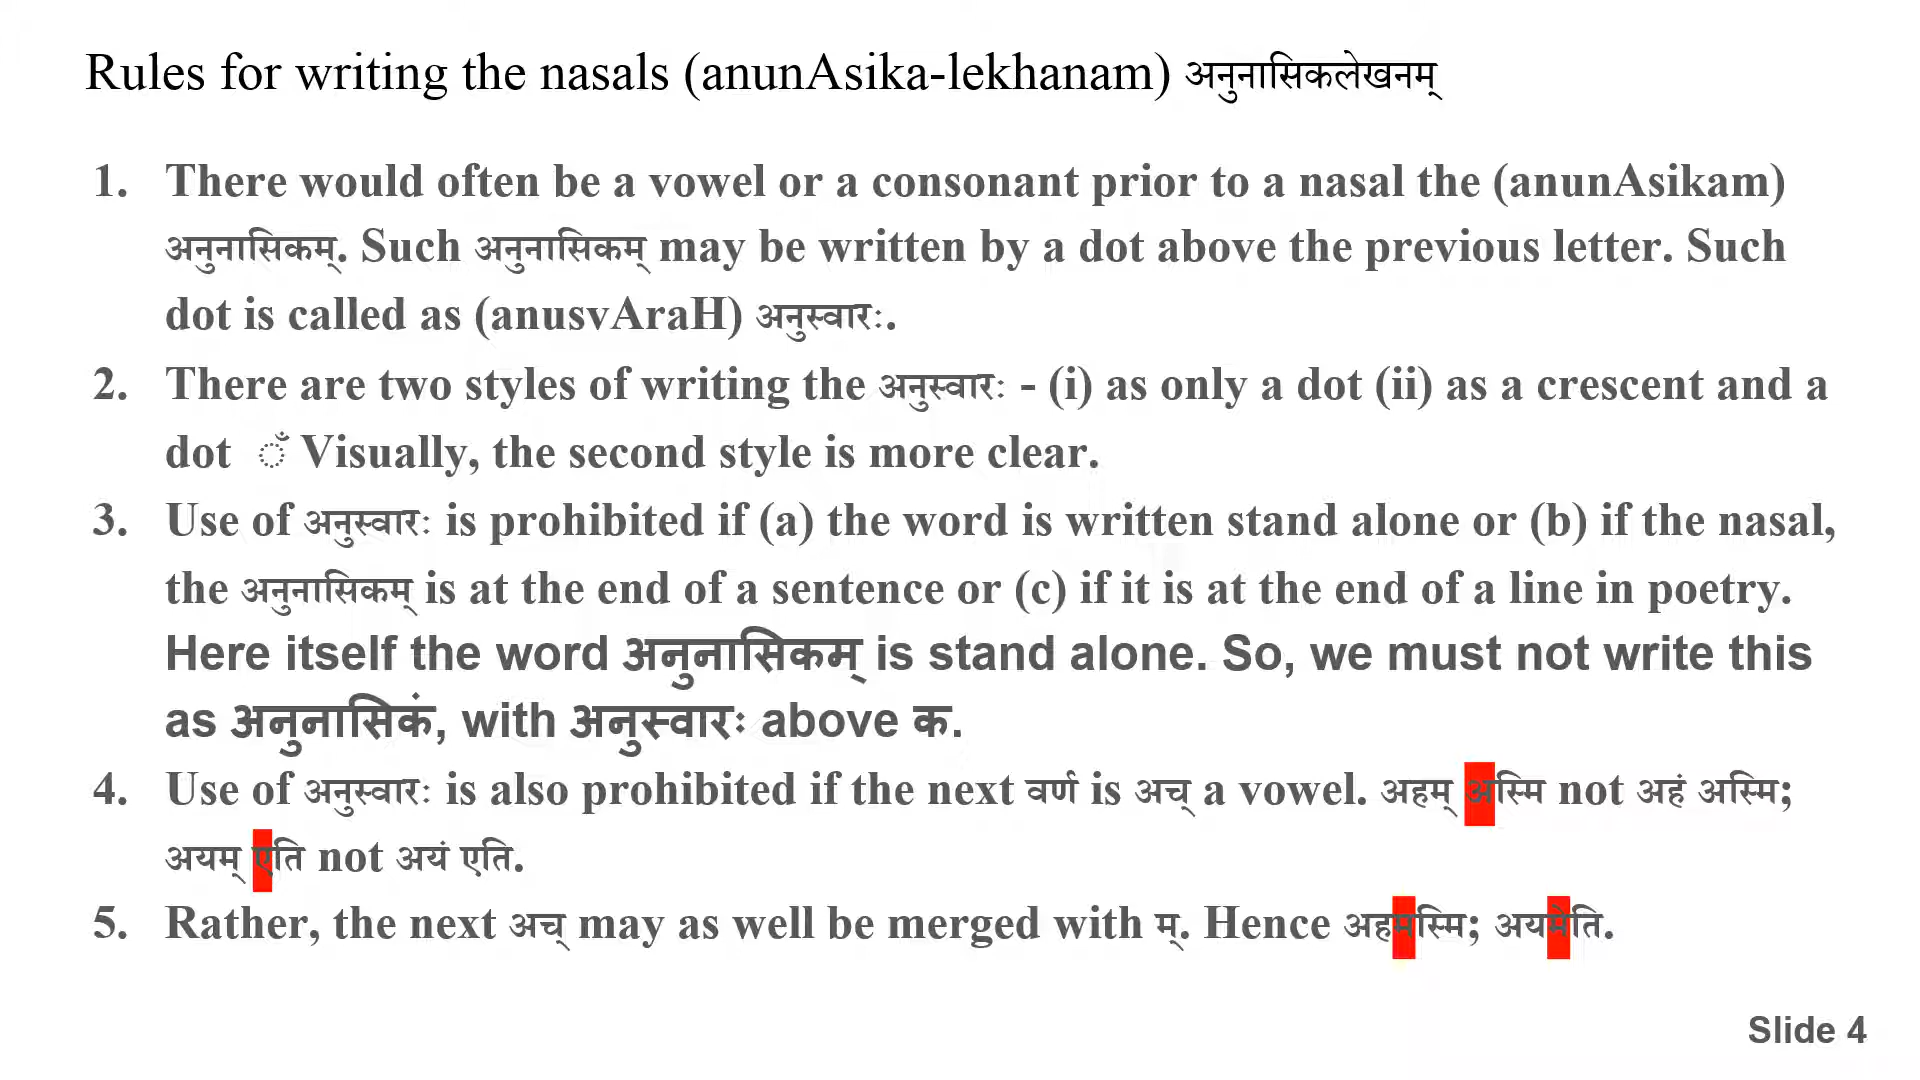 Rules for writing the nasals (anunAsika-lekhanam) अनुनासिकलेखनम्
1. There would often be a vowel or a consonant prior to a nasal the (anunAsikam)
अनुनासिकम्. Such अनुनासिकम् may be written by a dot above the previous letter. Such
dot is called as (anusvAraH) अनुस्वारः.
2. There are two styles of writing the अनुस्वारः - (i) as only a dot (ii) as a crescent and a
dot ँ Visually, the second style is more clear.
3. Use of अनुस्वारः is prohibited if (a) the word is written stand alone or (b) if the nasal,
the अनुनासिकम् is at the end of a sentence or (c) if it is at the end of a line in poetry.
Here itself the word अनुनासिकम् is stand alone. So, we must not write this
as अनुनासिकं, with अनुस्वारः above क.
4. Use of अनुस्वारः is also prohibited if the next वर्ण is अच् a vowel. अहम् अस्मि not अहं अस्मि;
अयम् एति not अयं एति.
5. Rather, the next अच् may as well be merged with म्. Hence अहमस्मि; अयमेति.
Slide 4